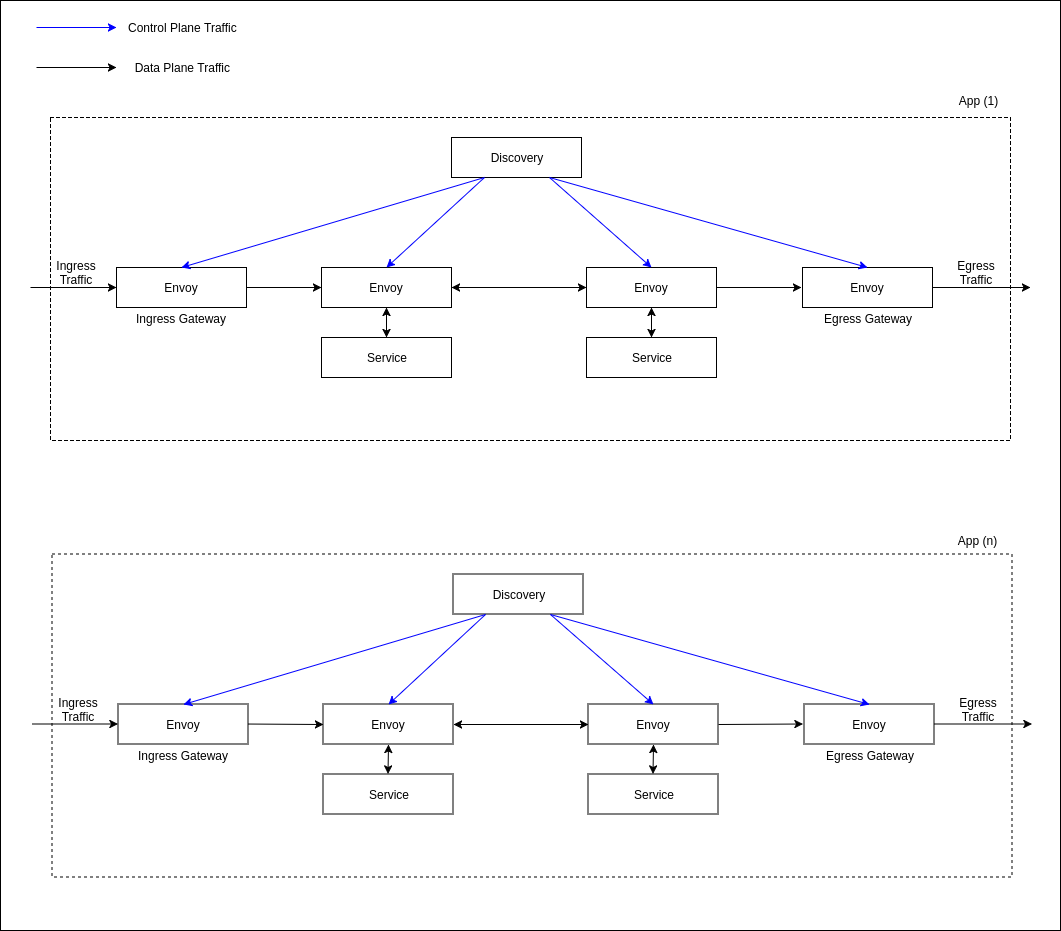 Control Plane Traffic
Data Plane Traffic
App (1)
Discovery
Ingress
Traffic
Envoy
Envoy
Envoy
Envoy
Egress
Traffic
Ingress Gateway
Egress Gateway
Service
Service
App (n)
Discovery
Ingress
Traffic
Envoy
Envoy
Envoy
Envoy
Egress
Traffic
Ingress Gateway
Egress Gateway
Service
Service